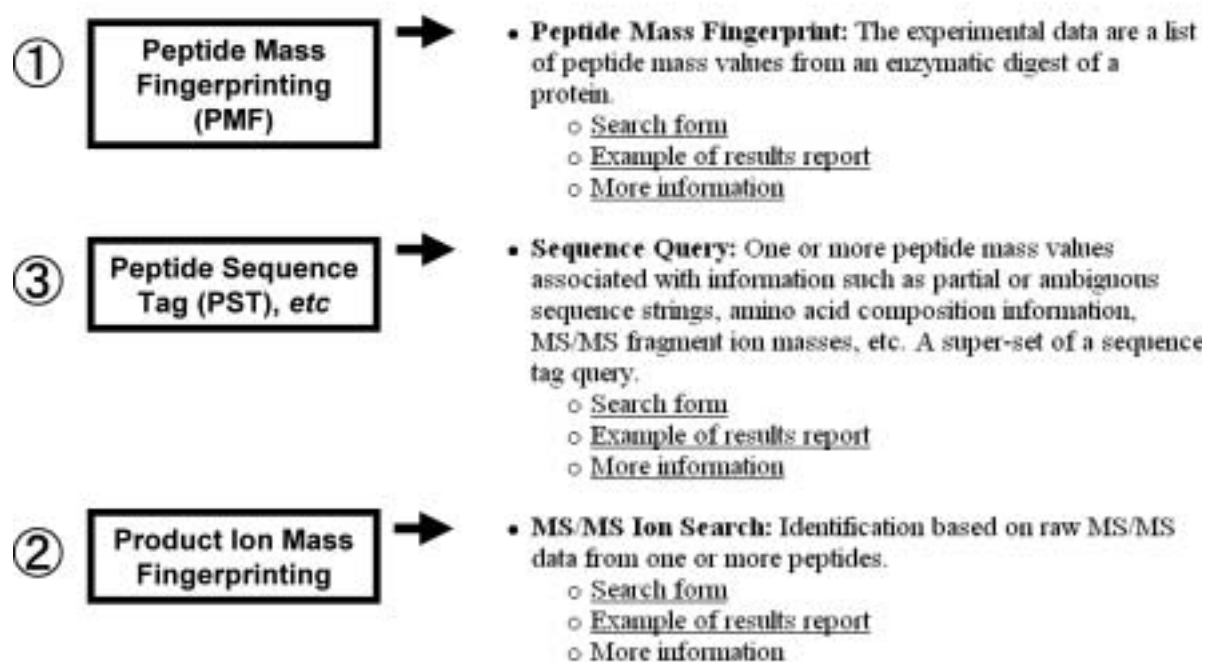 ①
Peptide Mass
Fingerprinting
(PMF)
• Peptide Mass Fingerprint: The experimental data are a list
of peptide mass values from an enzymatic digest of a
protein.
o Search form
o Example of results report
o More information
③
Peptide Sequence
Tag (PST), etc
• Sequence Query: One or more peptide mass values
associated with information such as partial or ambiguous
sequence strings, amino acid composition information,
MS/MS fragment ion masses, etc. A super-set of a sequence
tag query.
o Search form
o Example of results report
o More information
②
Product Ion Mass
Fingerprinting
• MS/MS Ion Search: Identification based on raw MS/MS
data from one or more peptides.
o Search form
o Example of results report
o More information